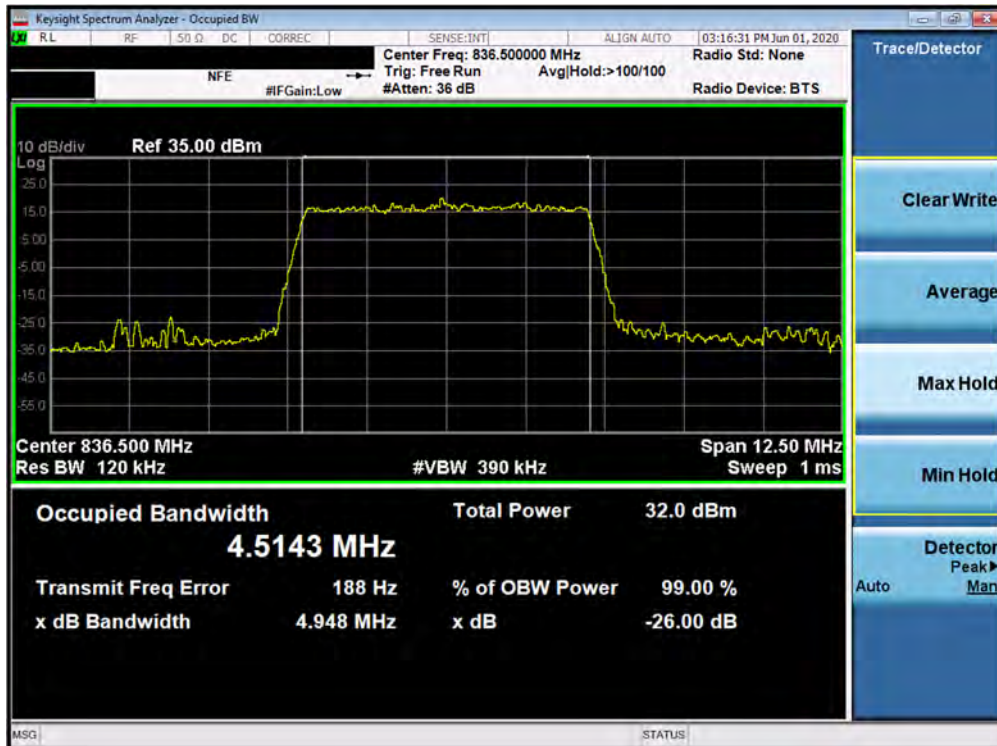 Keysight Spectrum Analyzer - Occupied BW
LXI RL RF 50 Ω DC CORREC SENSE:INT ALIGN AUTO 03:16:31 PM Jun 01, 2020
Center Freq: 836.500000 MHz Radio Std: None
NFE Trig: Free Run Avg|Hold:>100/100
#IFGain:Low #Atten: 36 dB Radio Device: BTS
Trace/Detector
10 dB/div Ref 35.00 dBm
Log
25.0
15.0
5.00
-5.00
-15.0
-25.0
-35.0
-45.0
-55.0
Center 836.500 MHz Span 12.50 MHz
Res BW 120 kHz #VBW 390 kHz Sweep 1 ms
Occupied Bandwidth Total Power 32.0 dBm
4.5143 MHz
Transmit Freq Error 188 Hz % of OBW Power 99.00 %
x dB Bandwidth 4.948 MHz x dB -26.00 dB
Clear Write
Average
Max Hold
Min Hold
Detector
Peak▶
Auto Man
MSG STATUS